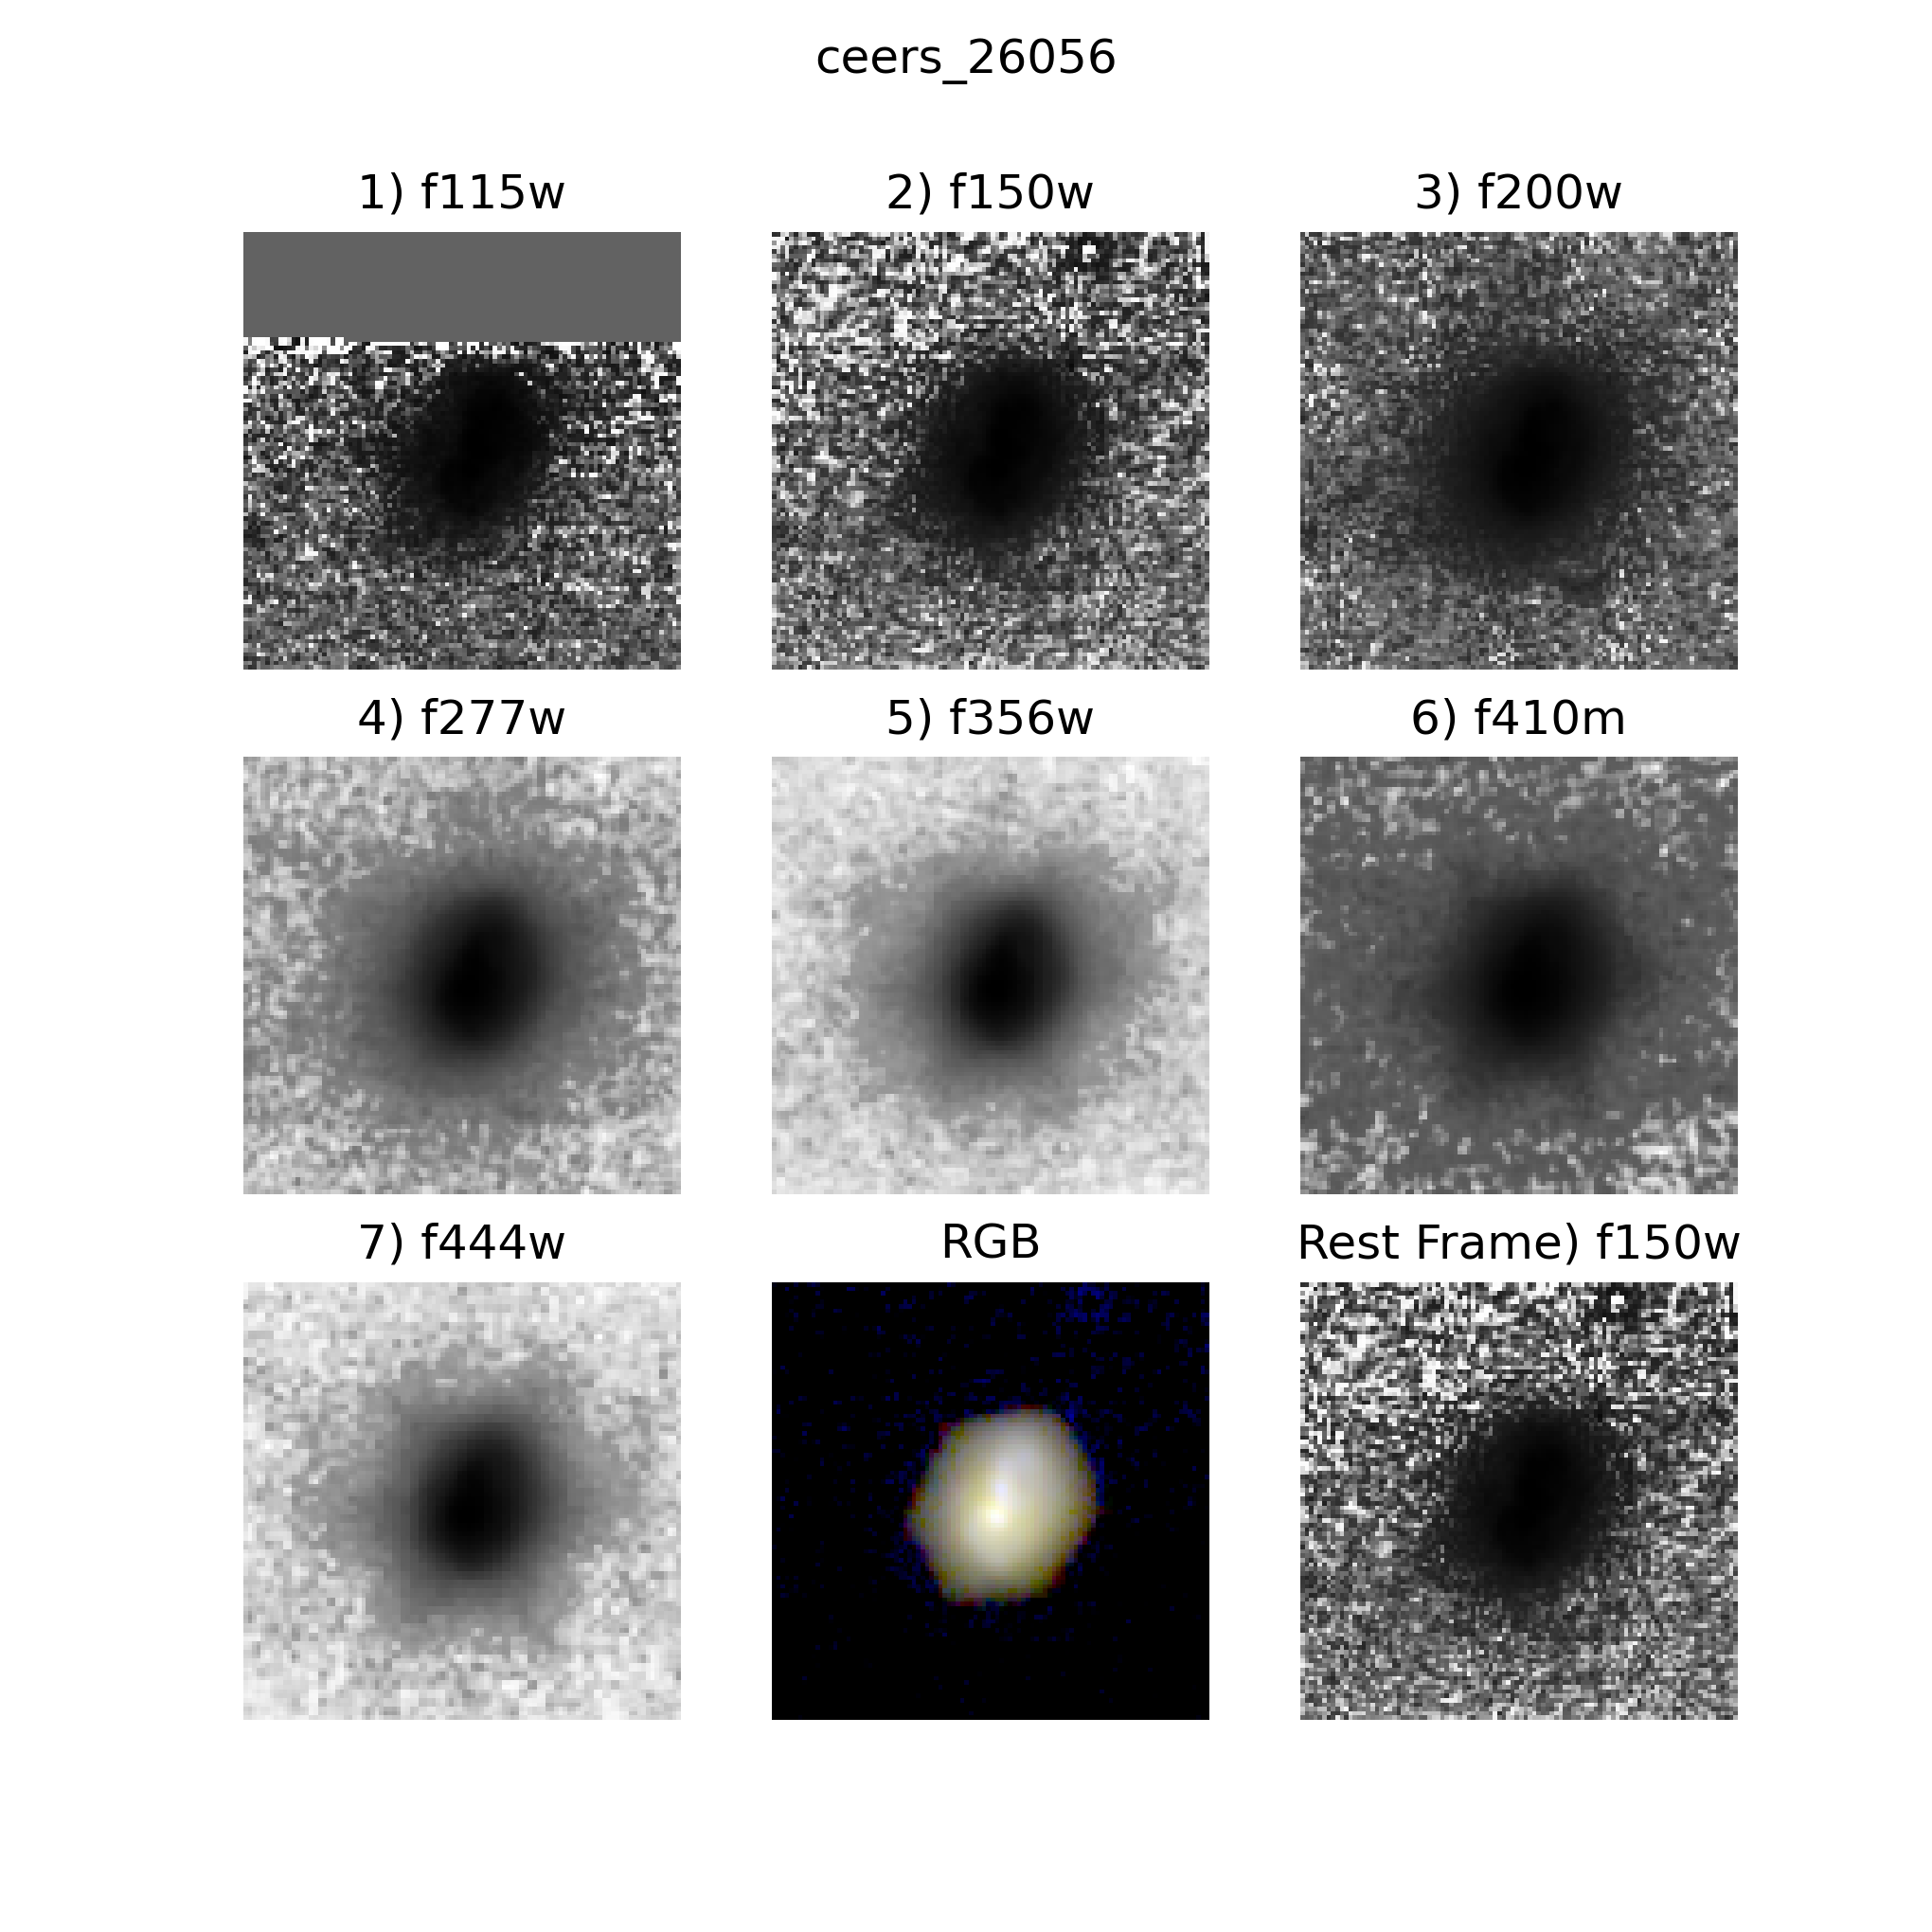 ceers_26056
1) f115w
2) f150w
3) f200w
4) f277w
5) f356w
6) f410m
7) f444w
RGB
Rest Frame) f150w